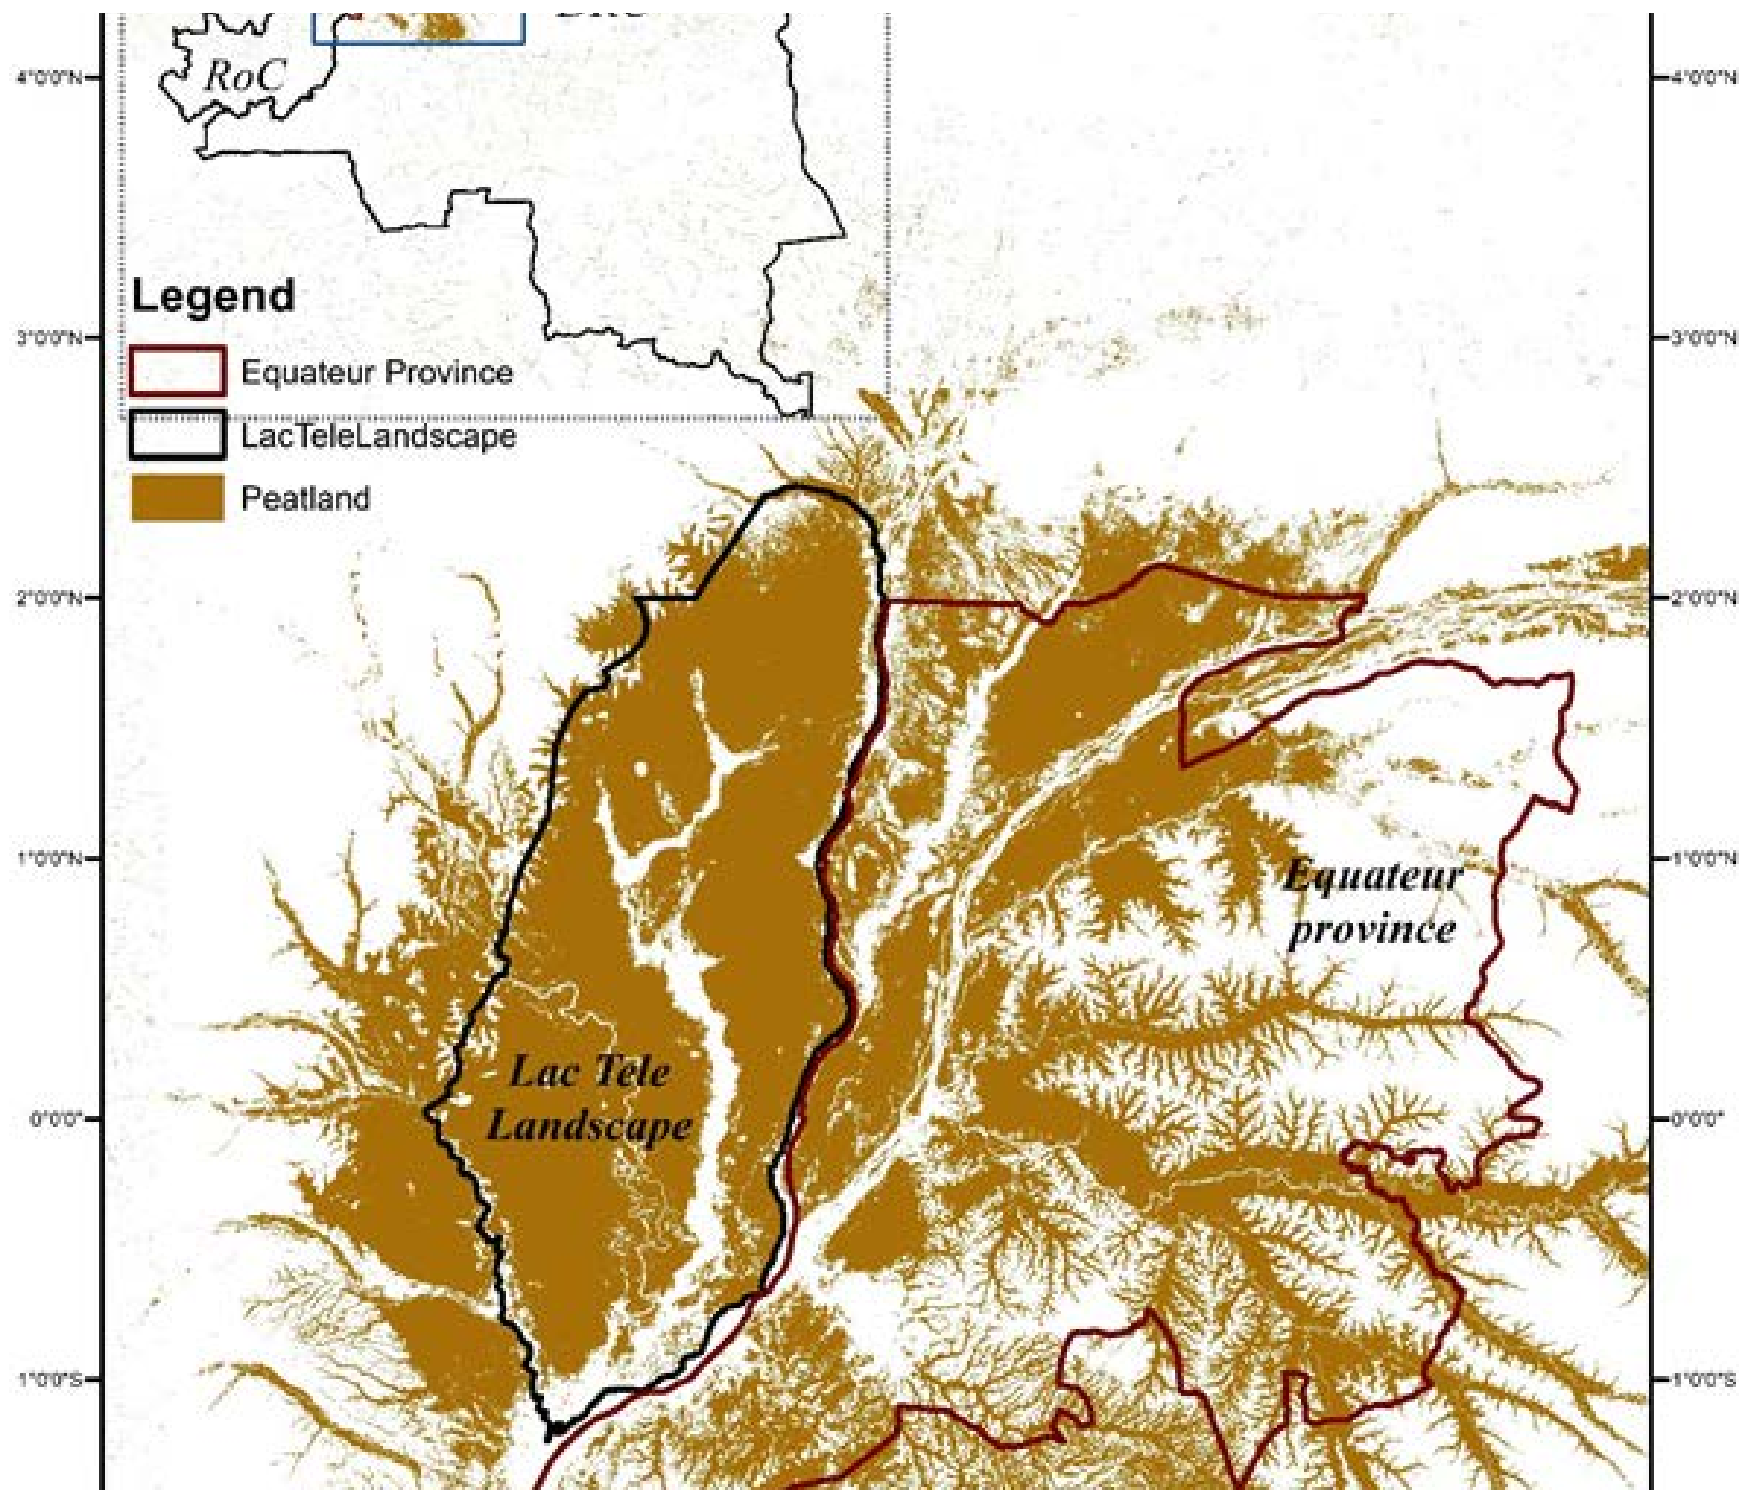 RoC
4°0'0"N
4°0'0"N
Legend
3°0'0"N
3°0'0"N
Equateur Province
LacTeleLandscape
Peatland
2°0'0"N
2°0'0"N
1°0'0"N
1°0'0"N
Equateur
province
Lac Tele
Landscape
0°0'0"
0°0'0"
1°0'0"S
1°0'0"S